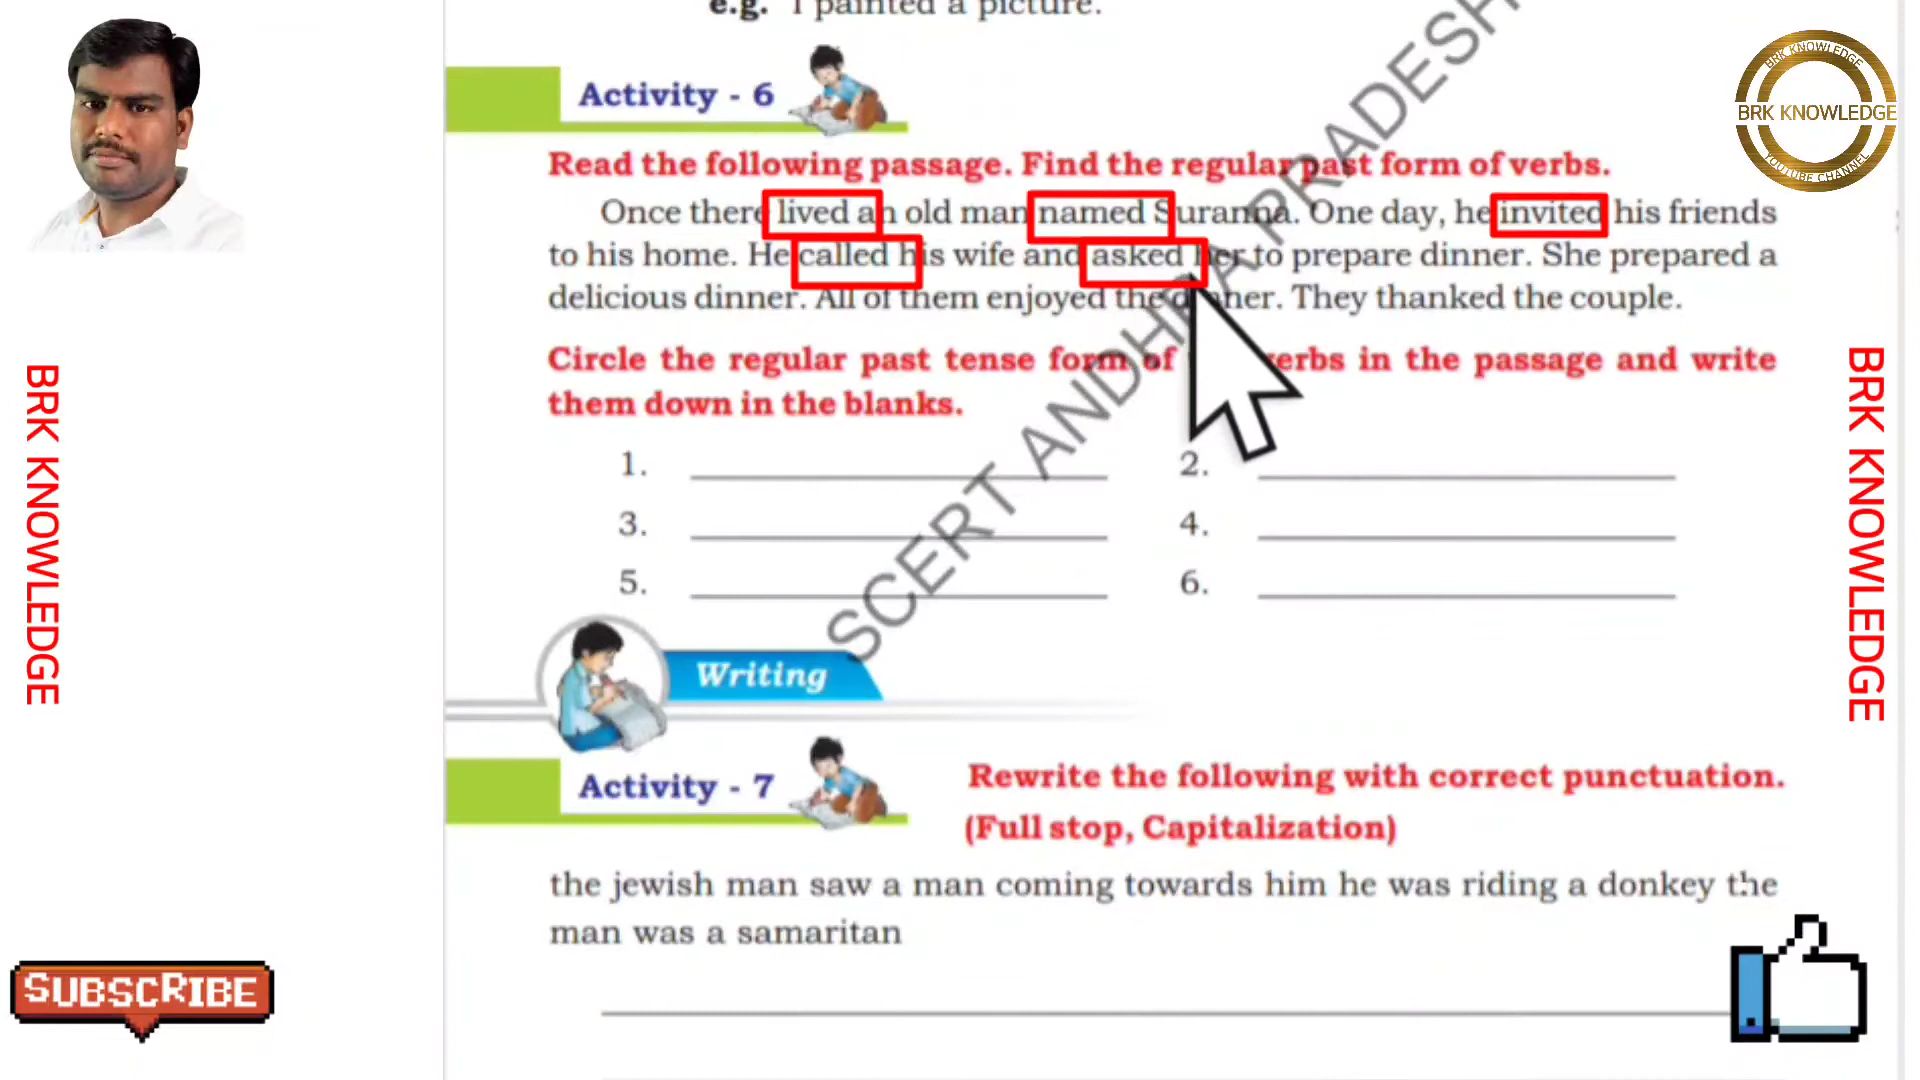 e.g. I painted a picture.
Activity - 6
BRK KNOWLEDGE
BRK KNOWLEDGE
YOUTUBE CHANNEL
Read the following passage. Find the regular past form of verbs.
Once there lived an old man named Suranna. One day, he invited his friends
to his home. He called his wife and asked her to prepare dinner. She prepared a
delicious dinner. All of them enjoyed the dinner. They thanked the couple.
Circle the regular past tense form of verbs in the passage and write
them down in the blanks.
1. 2.
3. 4.
5. 6.
SCERT ANDHRA PRADESH
BRK KNOWLEDGE
BRK KNOWLEDGE
Writing
Activity - 7
Rewrite the following with correct punctuation.
(Full stop, Capitalization)
the jewish man saw a man coming towards him he was riding a donkey the
man was a samaritan
SUBSCRIBE